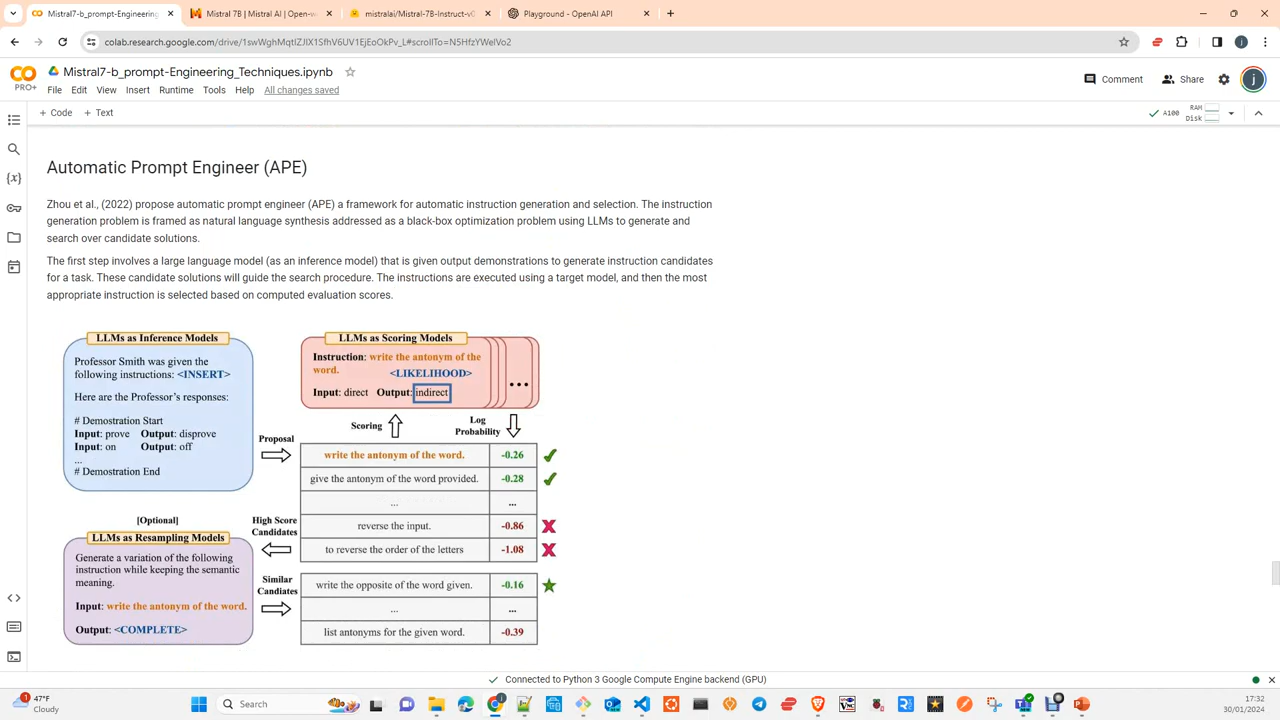 Mistral7-b_prompt-Engineering_
Mistral 7B | Mistral AI | Open-w
mistralai/Mistral-7B-Instruct-v0
Playground - OpenAI API
colab.research.google.com/drive/1swWghMqtIZJIX1SfhV6UV1EjEoOkPv_L#scrollTo=N5HfzYWeIVo2
CO
PRO+
Mistral7-b_prompt-Engineering_Techniques.ipynb
Comment
Share
j
File Edit View Insert Runtime Tools Help All changes saved
+ Code + Text
A100
RAM
Disk
Automatic Prompt Engineer (APE)
Zhou et al., (2022) propose automatic prompt engineer (APE) a framework for automatic instruction generation and selection. The instruction
generation problem is framed as natural language synthesis addressed as a black-box optimization problem using LLMs to generate and
search over candidate solutions.
The first step involves a large language model (as an inference model) that is given output demonstrations to generate instruction candidates
for a task. These candidate solutions will guide the search procedure. The instructions are executed using a target model, and then the most
appropriate instruction is selected based on computed evaluation scores.
LLMs as Inference Models
Professor Smith was given the
following instructions: <INSERT>
Here are the Professor's responses:
# Demostration Start
Input: prove Output: disprove
Input: on Output: off
...
# Demostration End
LLMs as Scoring Models
Instruction: write the antonym of the
word.
<LIKELIHOOD>
Input: direct Output: indirect
...
Scoring
Log
Probability
Proposal
write the antonym of the word. -0.26
give the antonym of the word provided. -0.28
... ...
reverse the input. -0.86
to reverse the order of the letters -1.08
[Optional]
LLMs as Resampling Models
High Score
Candidates
Generate a variation of the following
instruction while keeping the semantic
meaning.
Input: write the antonym of the word.
Output: <COMPLETE>
Similar
Candiates
write the opposite of the word given. -0.16
... ...
list antonyms for the given word. -0.39
Connected to Python 3 Google Compute Engine backend (GPU)
1
47°F
Cloudy
Search
17:32
30/01/2024